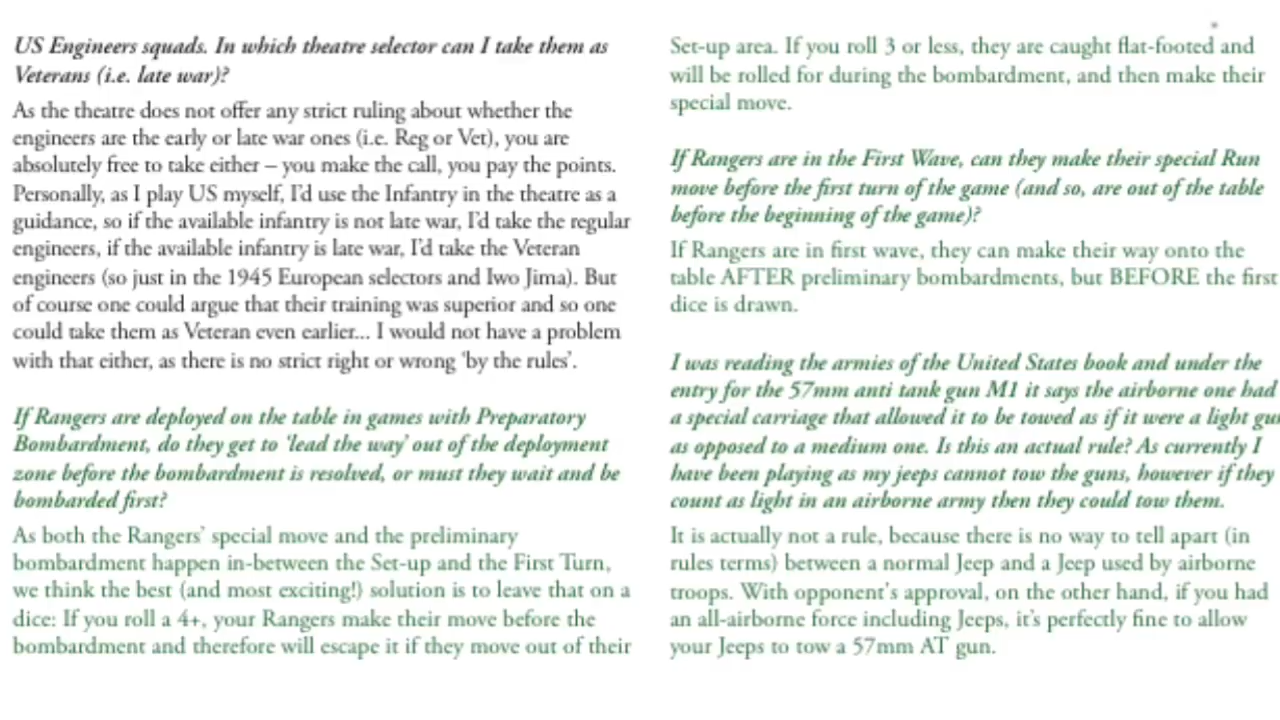 US Engineers squads. In which theatre selector can I take them as
Veterans (i.e. late war)?
As the theatre does not offer any strict ruling about whether the
engineers are the early or late war ones (i.e. Reg or Vet), you are
absolutely free to take either – you make the call, you pay the points.
Personally, as I play US myself, I'd use the Infantry in the theatre as a
guidance, so if the available infantry is not late war, I'd take the regular
engineers, if the available infantry is late war, I'd take the Veteran
engineers (so just in the 1945 European selectors and Iwo Jima). But
of course one could argue that their training was superior and so one
could take them as Veteran even earlier... I would not have a problem
with that either, as there is no strict right or wrong 'by the rules'.
If Rangers are deployed on the table in games with Preparatory
Bombardment, do they get to 'lead the way' out of the deployment
zone before the bombardment is resolved, or must they wait and be
bombarded first?
As both the Rangers' special move and the preliminary
bombardment happen in-between the Set-up and the First Turn,
we think the best (and most exciting!) solution is to leave that on a
dice: If you roll a 4+, your Rangers make their move before the
bombardment and therefore will escape it if they move out of their
Set-up area. If you roll 3 or less, they are caught flat-footed and
will be rolled for during the bombardment, and then make their
special move.
If Rangers are in the First Wave, can they make their special Run
move before the first turn of the game (and so, are out of the table
before the beginning of the game)?
If Rangers are in first wave, they can make their way onto the
table AFTER preliminary bombardments, but BEFORE the first
dice is drawn.
I was reading the armies of the United States book and under the
entry for the 57mm anti tank gun M1 it says the airborne one had
a special carriage that allowed it to be towed as if it were a light gu
as opposed to a medium one. Is this an actual rule? As currently I
have been playing as my jeeps cannot tow the guns, however if they
count as light in an airborne army then they could tow them.
It is actually not a rule, because there is no way to tell apart (in
rules terms) between a normal Jeep and a Jeep used by airborne
troops. With opponent's approval, on the other hand, if you had
an all-airborne force including Jeeps, it's perfectly fine to allow
your Jeeps to tow a 57mm AT gun.